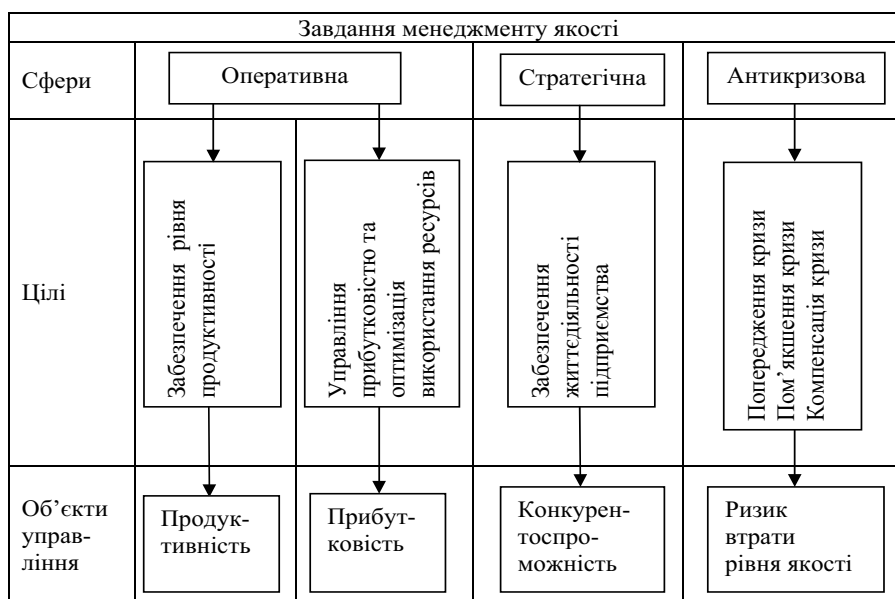 Завдання менеджменту якості
Сфери
Оперативна
Стратегічна
Антикризова
Цілі
Забезпечення рівня
продуктивності
Управління
прибутковістю та
оптимізація
використання ресурсів
Забезпечення
життєдіяльності
підприємства
Попередження кризи
Пом’якшення кризи
Компенсація кризи
Об’єкти
управ-
ління
Продук-
тивність
Прибут-
ковість
Конкурен-
тоспро-
можність
Ризик
втрати
рівня якості